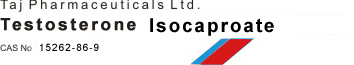 Taj Pharmaceuticals Ltd.
Testosterone Isocaproate
CAS No 15262-86-9